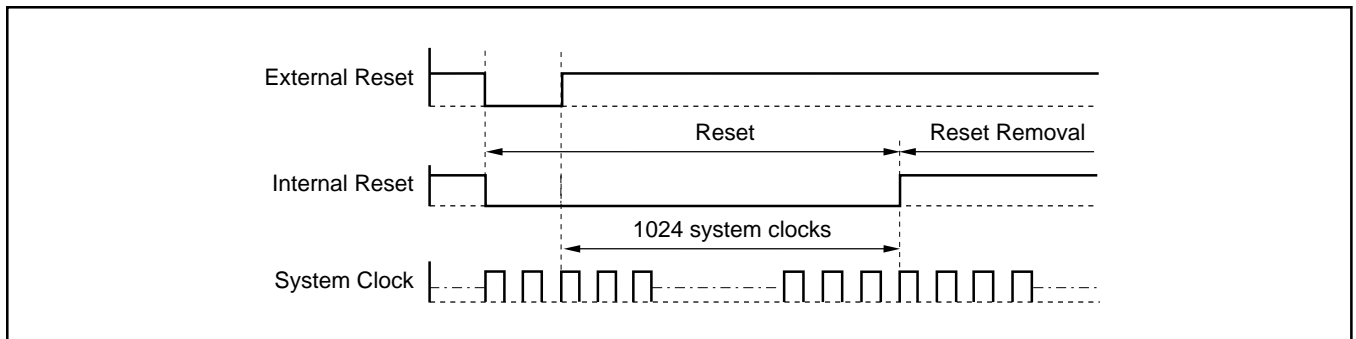 External Reset
Reset
Reset Removal
Internal Reset
1024 system clocks
System Clock